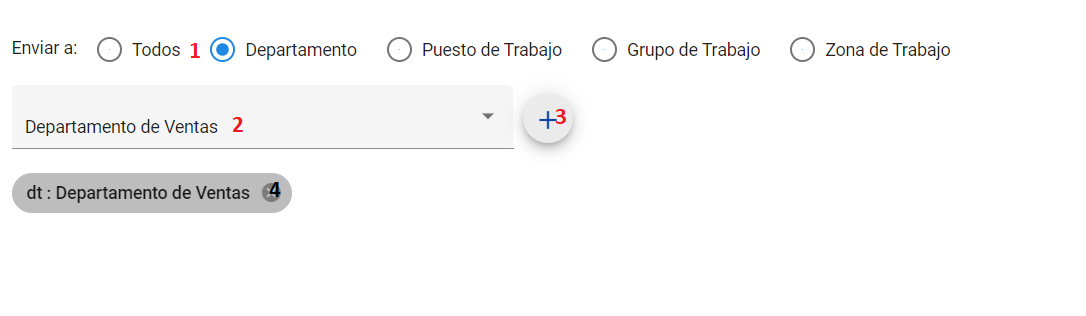 Enviar a: Todos 1 Departamento Puesto de Trabajo Grupo de Trabajo Zona de Trabajo
Departamento de Ventas 2 +3
dt : Departamento de Ventas 4